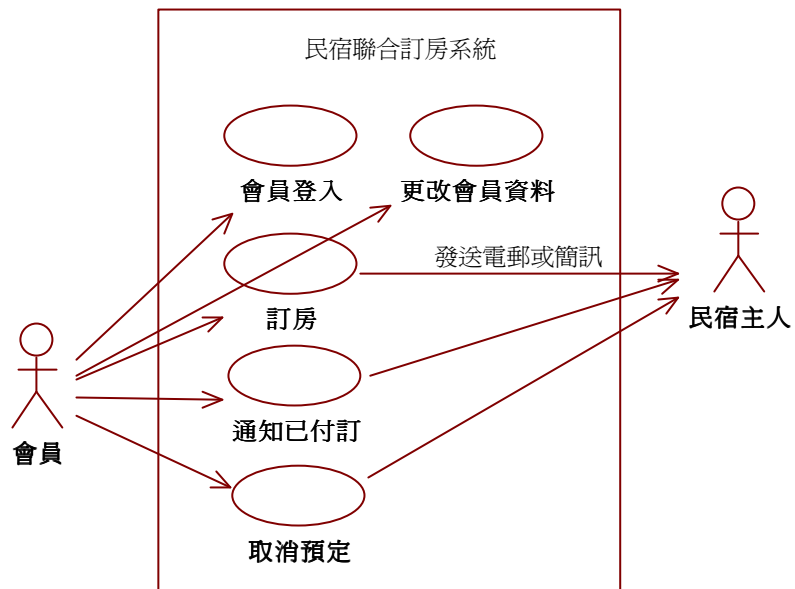 民宿聯合訂房系統
會員登入
更改會員資料
發送電郵或簡訊
訂房
民宿主人
通知已付訂
會員
取消預定